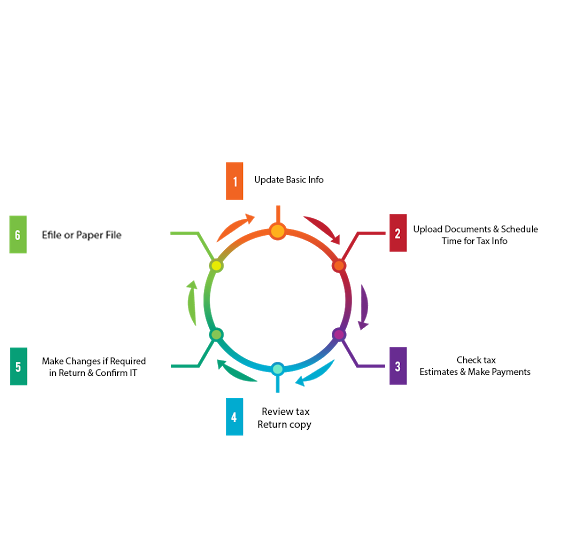 1
Update Basic Info
2
Upload Documents & Schedule
Time for Tax Info
3
Check tax
Estimates & Make Payments
4
Review tax
Return copy
5
Make Changes if Required
in Return & Confirm IT
6
Efile or Paper File